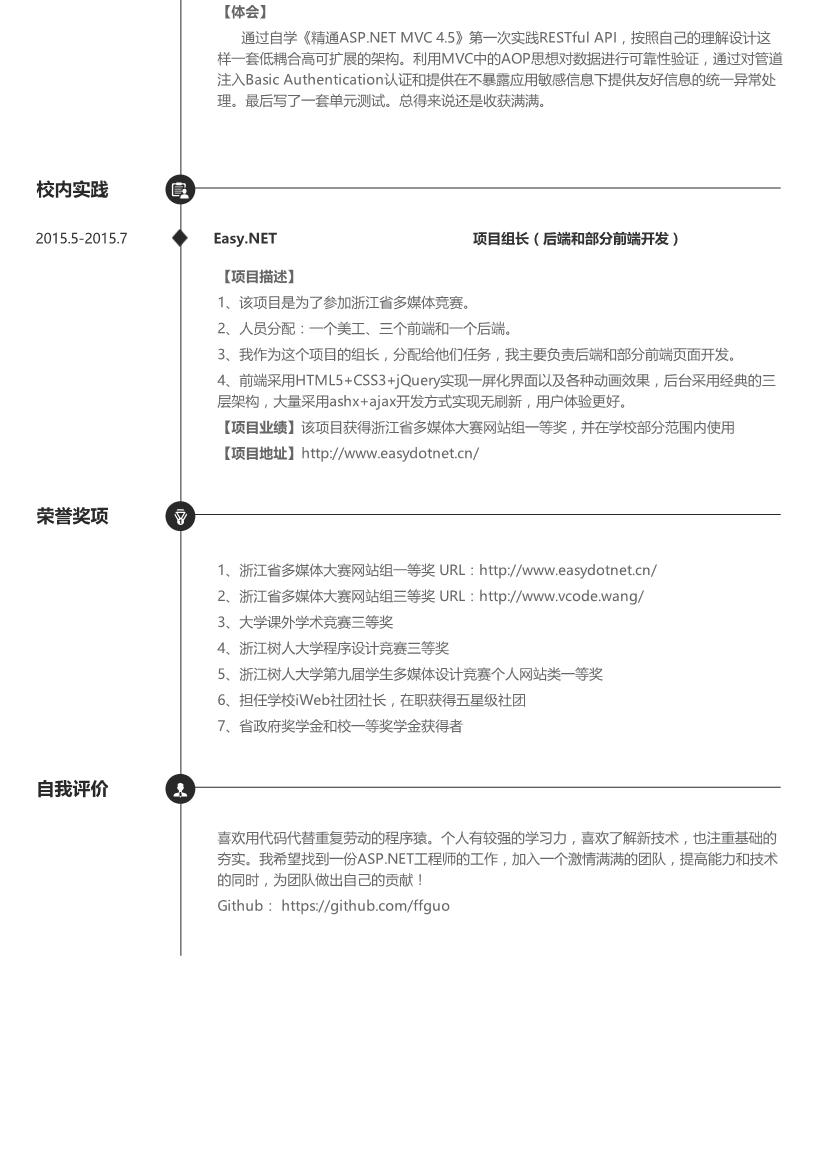 【体会】
通过自学《精通ASP.NET MVC 4.5》第一次实践RESTful API，按照自己的理解设计这
样一套低耦合高可扩展的架构。利用MVC中的AOP思想对数据进行可靠性验证，通过对管道
注入Basic Authentication认证和提供在不暴露应用敏感信息下提供友好信息的统一异常处
理。最后写了一套单元测试。总得来说还是收获满满。
校内实践
2015.5-2015.7 Easy.NET 项目组长（后端和部分前端开发）
【项目描述】
1、该项目是为了参加浙江省多媒体竞赛。
2、人员分配：一个美工、三个前端和一个后端。
3、我作为这个项目的组长，分配给他们任务，我主要负责后端和部分前端页面开发。
4、前端采用HTML5+CSS3+jQuery实现一屏化界面以及各种动画效果，后台采用经典的三
层架构，大量采用ashx+ajax开发方式实现无刷新，用户体验更好。
【项目业绩】该项目获得浙江省多媒体大赛网站组一等奖，并在学校部分范围内使用
【项目地址】http://www.easydotnet.cn/
荣誉奖项
1、浙江省多媒体大赛网站组一等奖 URL：http://www.easydotnet.cn/
2、浙江省多媒体大赛网站组三等奖 URL：http://www.vcode.wang/
3、大学课外学术竞赛三等奖
4、浙江树人大学程序设计竞赛三等奖
5、浙江树人大学第九届学生多媒体设计竞赛个人网站类一等奖
6、担任学校iWeb社团社长，在职获得五星级社团
7、省政府奖学金和校一等奖学金获得者
自我评价
喜欢用代码代替重复劳动的程序猿。个人有较强的学习力，喜欢了解新技术，也注重基础的
夯实。我希望找到一份ASP.NET工程师的工作，加入一个激情满满的团队，提高能力和技术
的同时，为团队做出自己的贡献！
Github： https://github.com/ffguo